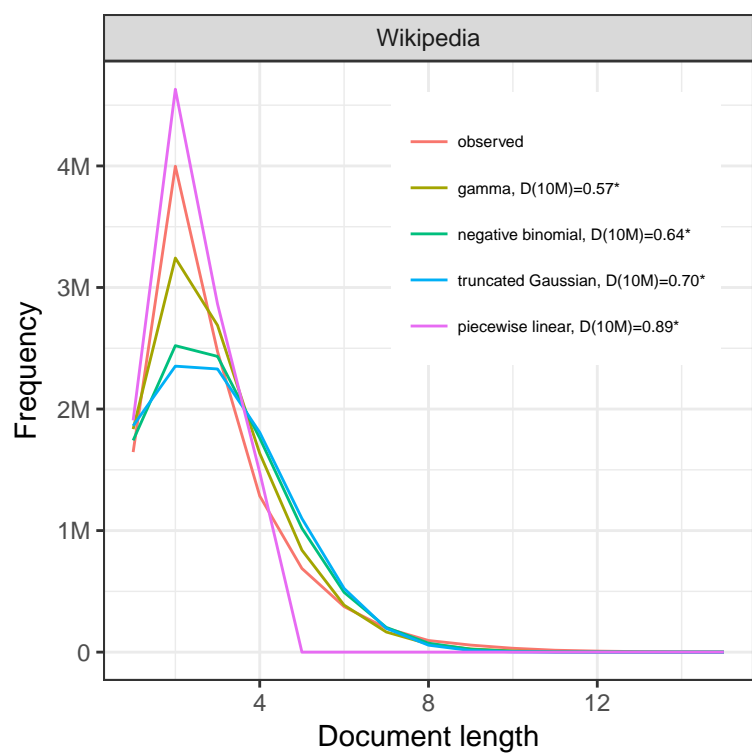 Wikipedia
observed
gamma, D(10M)=0.57*
negative binomial, D(10M)=0.64*
truncated Gaussian, D(10M)=0.70*
piecewise linear, D(10M)=0.89*
Frequency
4M
3M
2M
1M
0
4 8 12
Document length